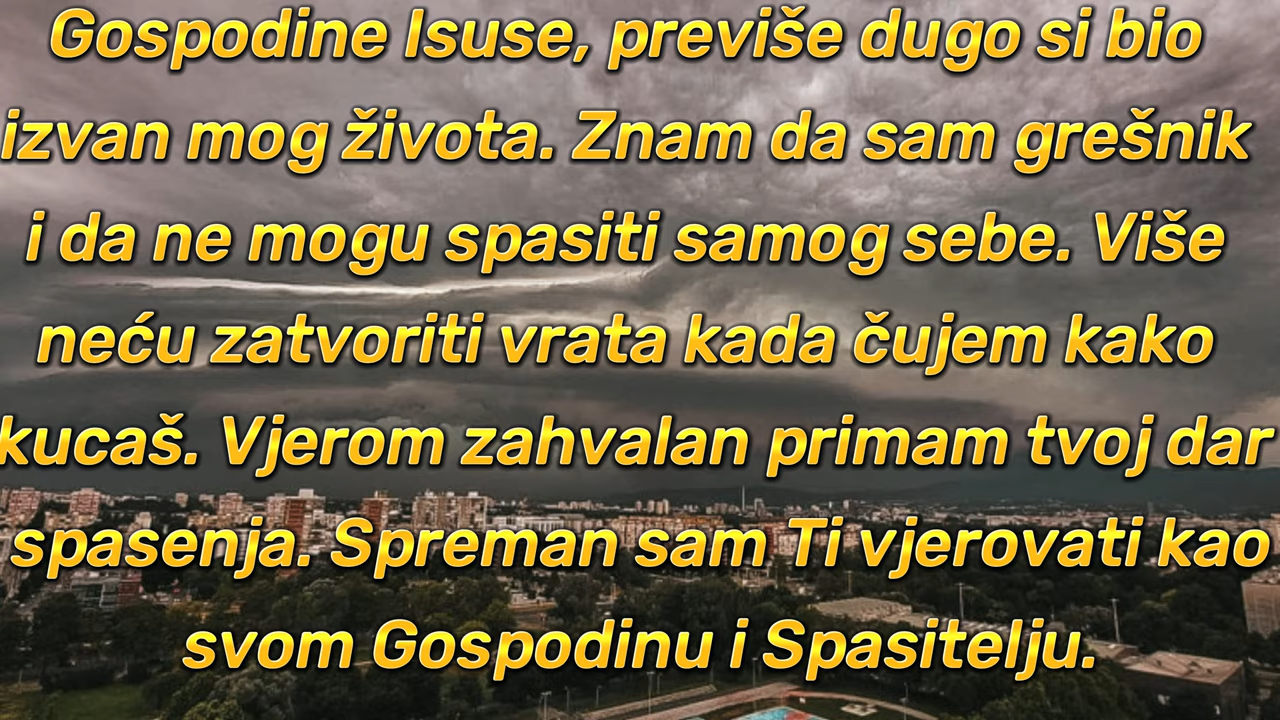 Gospodine Isuse, previše dugo si bio
izvan mog života. Znam da sam grešnik
i da ne mogu spasiti samog sebe. Više
neću zatvoriti vrata kada čujem kako
kucaš. Vjerom zahvalan primam tvoj dar
spasenja. Spreman sam Ti vjerovati kao
svom Gospodinu i Spasitelju.